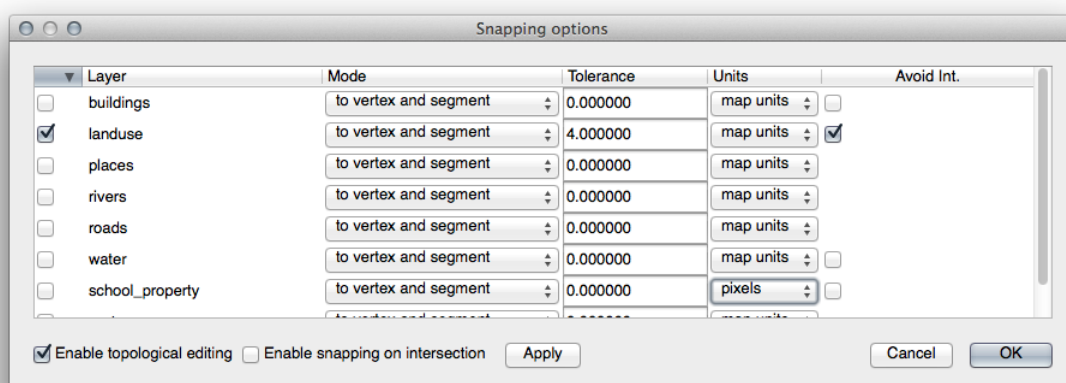 Snapping options
Layer Mode Tolerance Units Avoid Int.
buildings to vertex and segment 0.000000 map units
landuse to vertex and segment 4.000000 map units
places to vertex and segment 0.000000 map units
rivers to vertex and segment 0.000000 map units
roads to vertex and segment 0.000000 map units
water to vertex and segment 0.000000 map units
school_property to vertex and segment 0.000000 pixels
Enable topological editing Enable snapping on intersection Apply Cancel OK